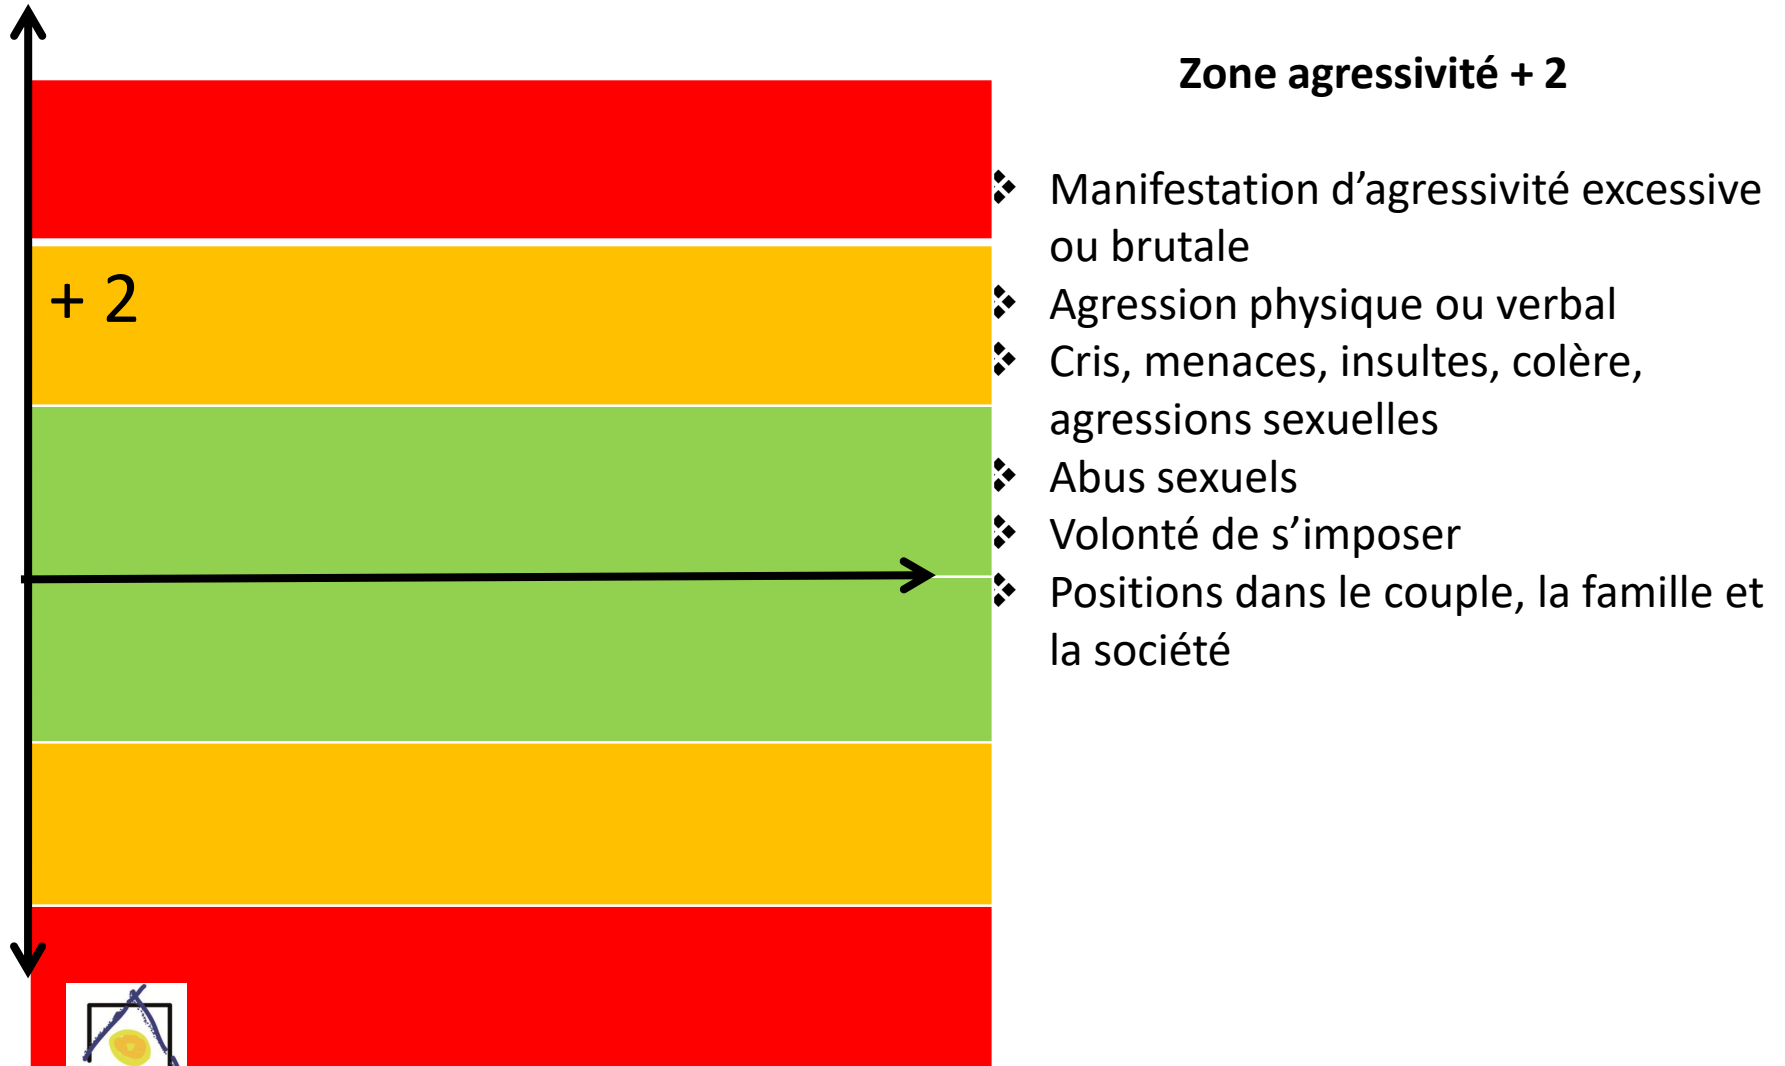 Zone agressivité + 2
+ 2
❖ Manifestation d’agressivité excessive
ou brutale
❖ Agression physique ou verbal
❖ Cris, menaces, insultes, colère,
agressions sexuelles
❖ Abus sexuels
❖ Volonté de s’imposer
❖ Positions dans le couple, la famille et
la société